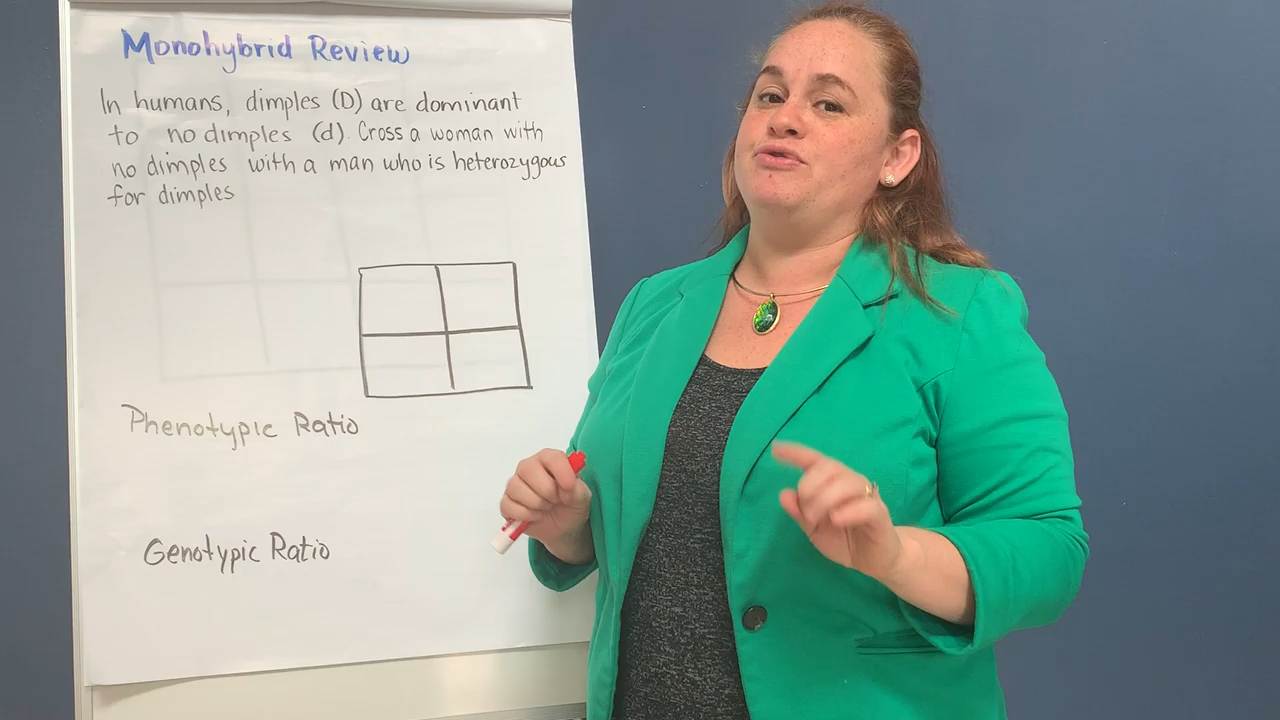 Monohybrid Review
In humans, dimples (D) are dominant
to no dimples (d). Cross a woman with
no dimples with a man who is heterozygous
for dimples
Phenotypic Ratio
Genotypic Ratio